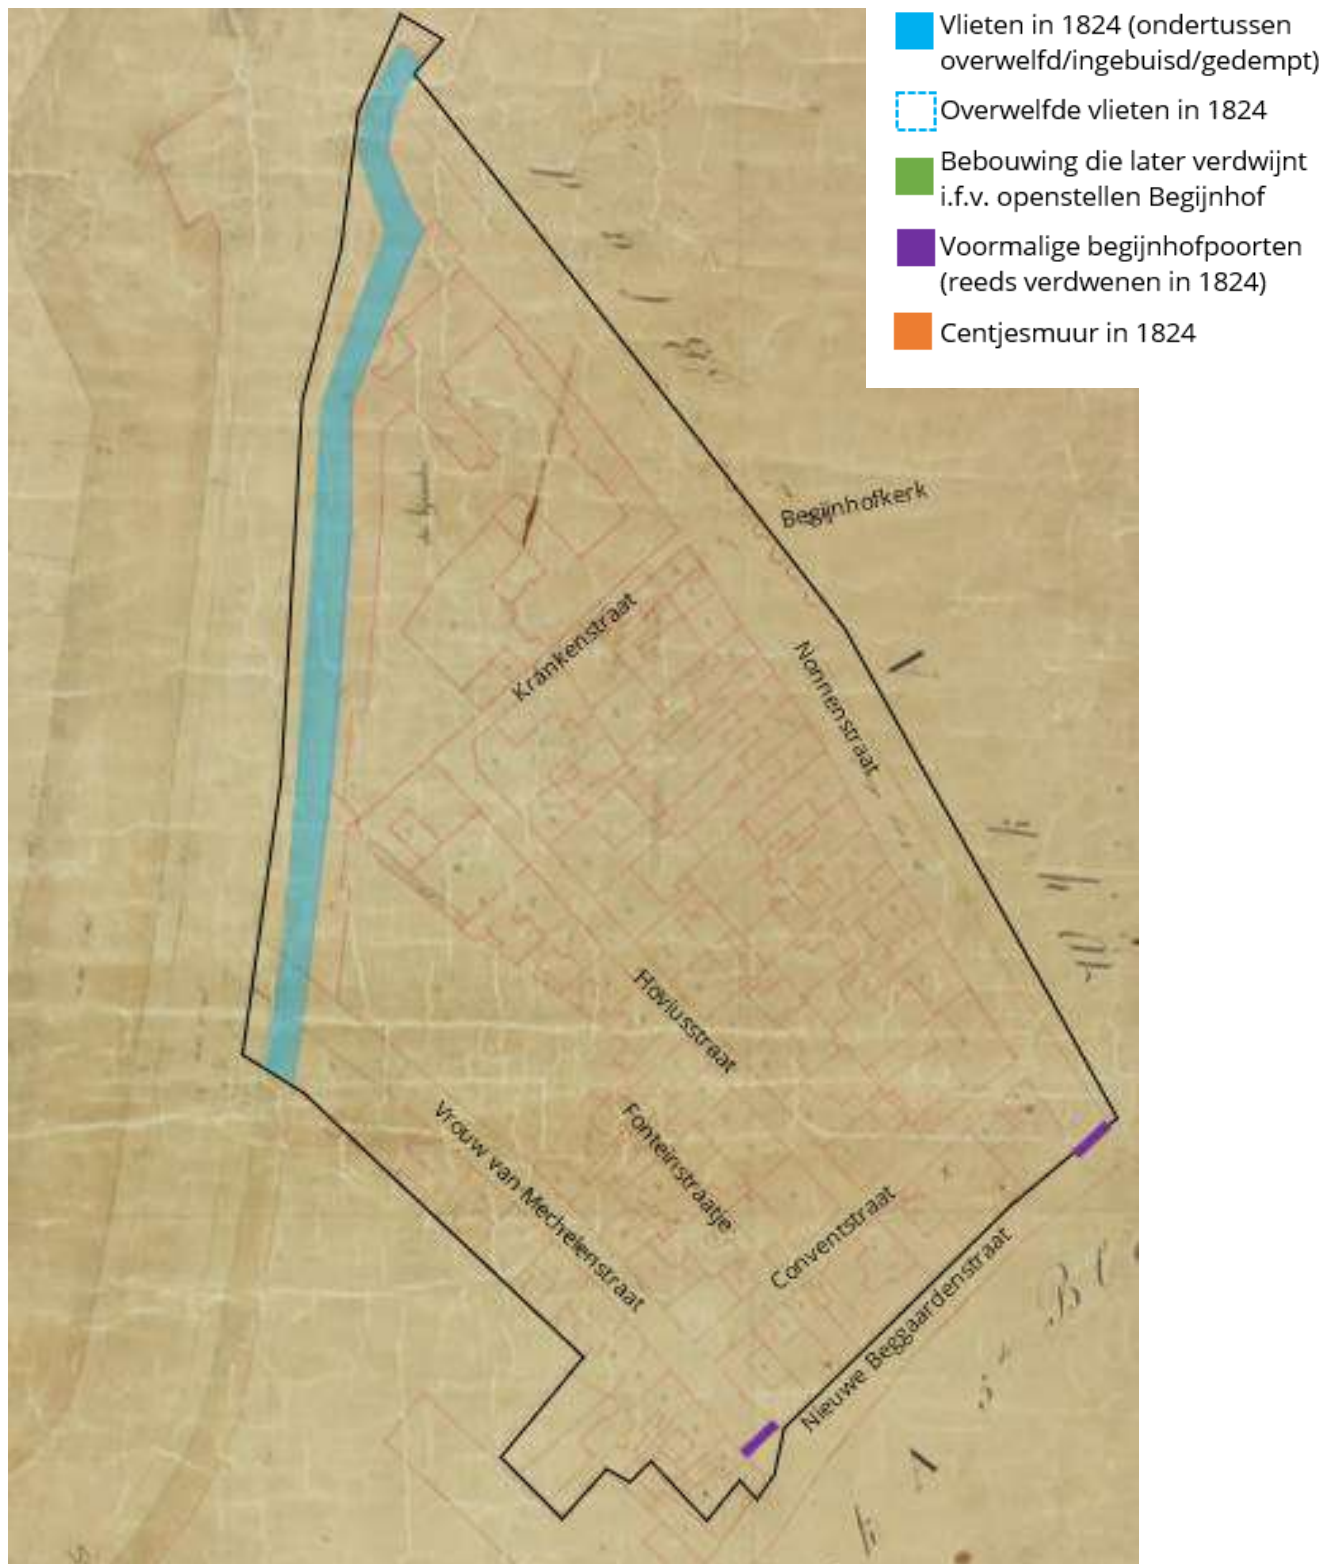 Vlieten in 1824 (ondertussen
overwelfd/ingebuisd/gedempt)
Overwelfde vlieten in 1824
Bebouwing die later verdwijnt
i.f.v. openstellen Begijnhof
Voormalige begijnhofpoorten
(reeds verdwenen in 1824)
Centjesmuur in 1824
Begijnhofkerk
Krankenstraat
Nonnenstraat
Hoviusstraat
Vrouw van Mechelenstraat
Fonteinstraatje
Conventstraat
Nieuwe Beggaardenstraat